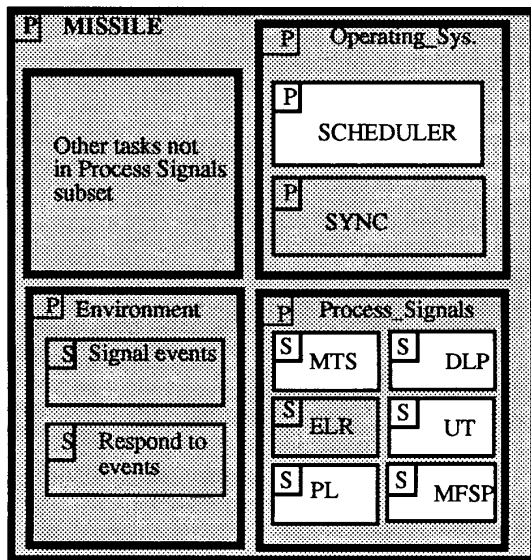 P MISSILE
P Operating_Sys.
P
SCHEDULER
P
SYNC
Other tasks not
in Process Signals
subset
P Environment
S Signal events
S Respond to
events
P Process_Signals
S MTS
S DLP
S ELR
S UT
S PL
S MFSP